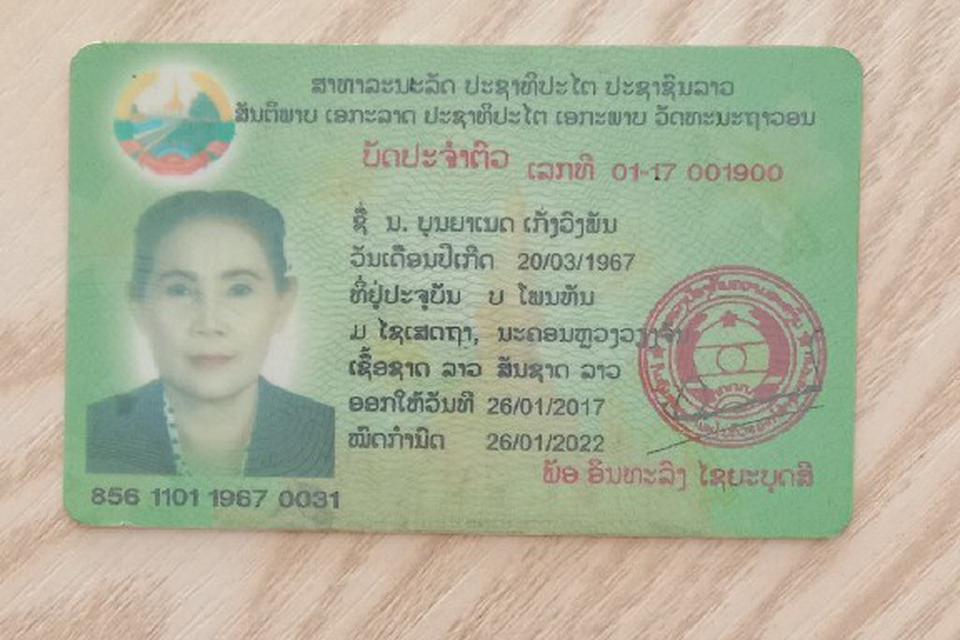 ສາທາລະນະລັດ ປະຊາທິປະໄຕ ປະຊາຊົນລາວ
ສັນຕິພາບ ເອກະລາດ ປະຊາທິປະໄຕ ເອກະພາບ ວັດທະນະຖາວອນ
ບັດປະຈຳຕົວ ເລກທີ 01-17 001900
ຊື່ ນ. ບຸນຍາເນດ ເກັ່ງວົງພັນ
ວັນເດືອນປີເກີດ 20/03/1967
ທີ່ຢູ່ປະຈຸບັນ ບ ໂພນທັນ
ມ ໄຊເສດຖາ, ນະຄອນຫຼວງວຽງຈັນ
ເຊື້ອຊາດ ລາວ ສັນຊາດ ລາວ
ອອກໃຫ້ວັນທີ 26/01/2017
ໝົດກຳນົດ 26/01/2022
ພັອ ອິນທະລົງ ໄຊຍະບຸດສີ
856 1101 1967 0031